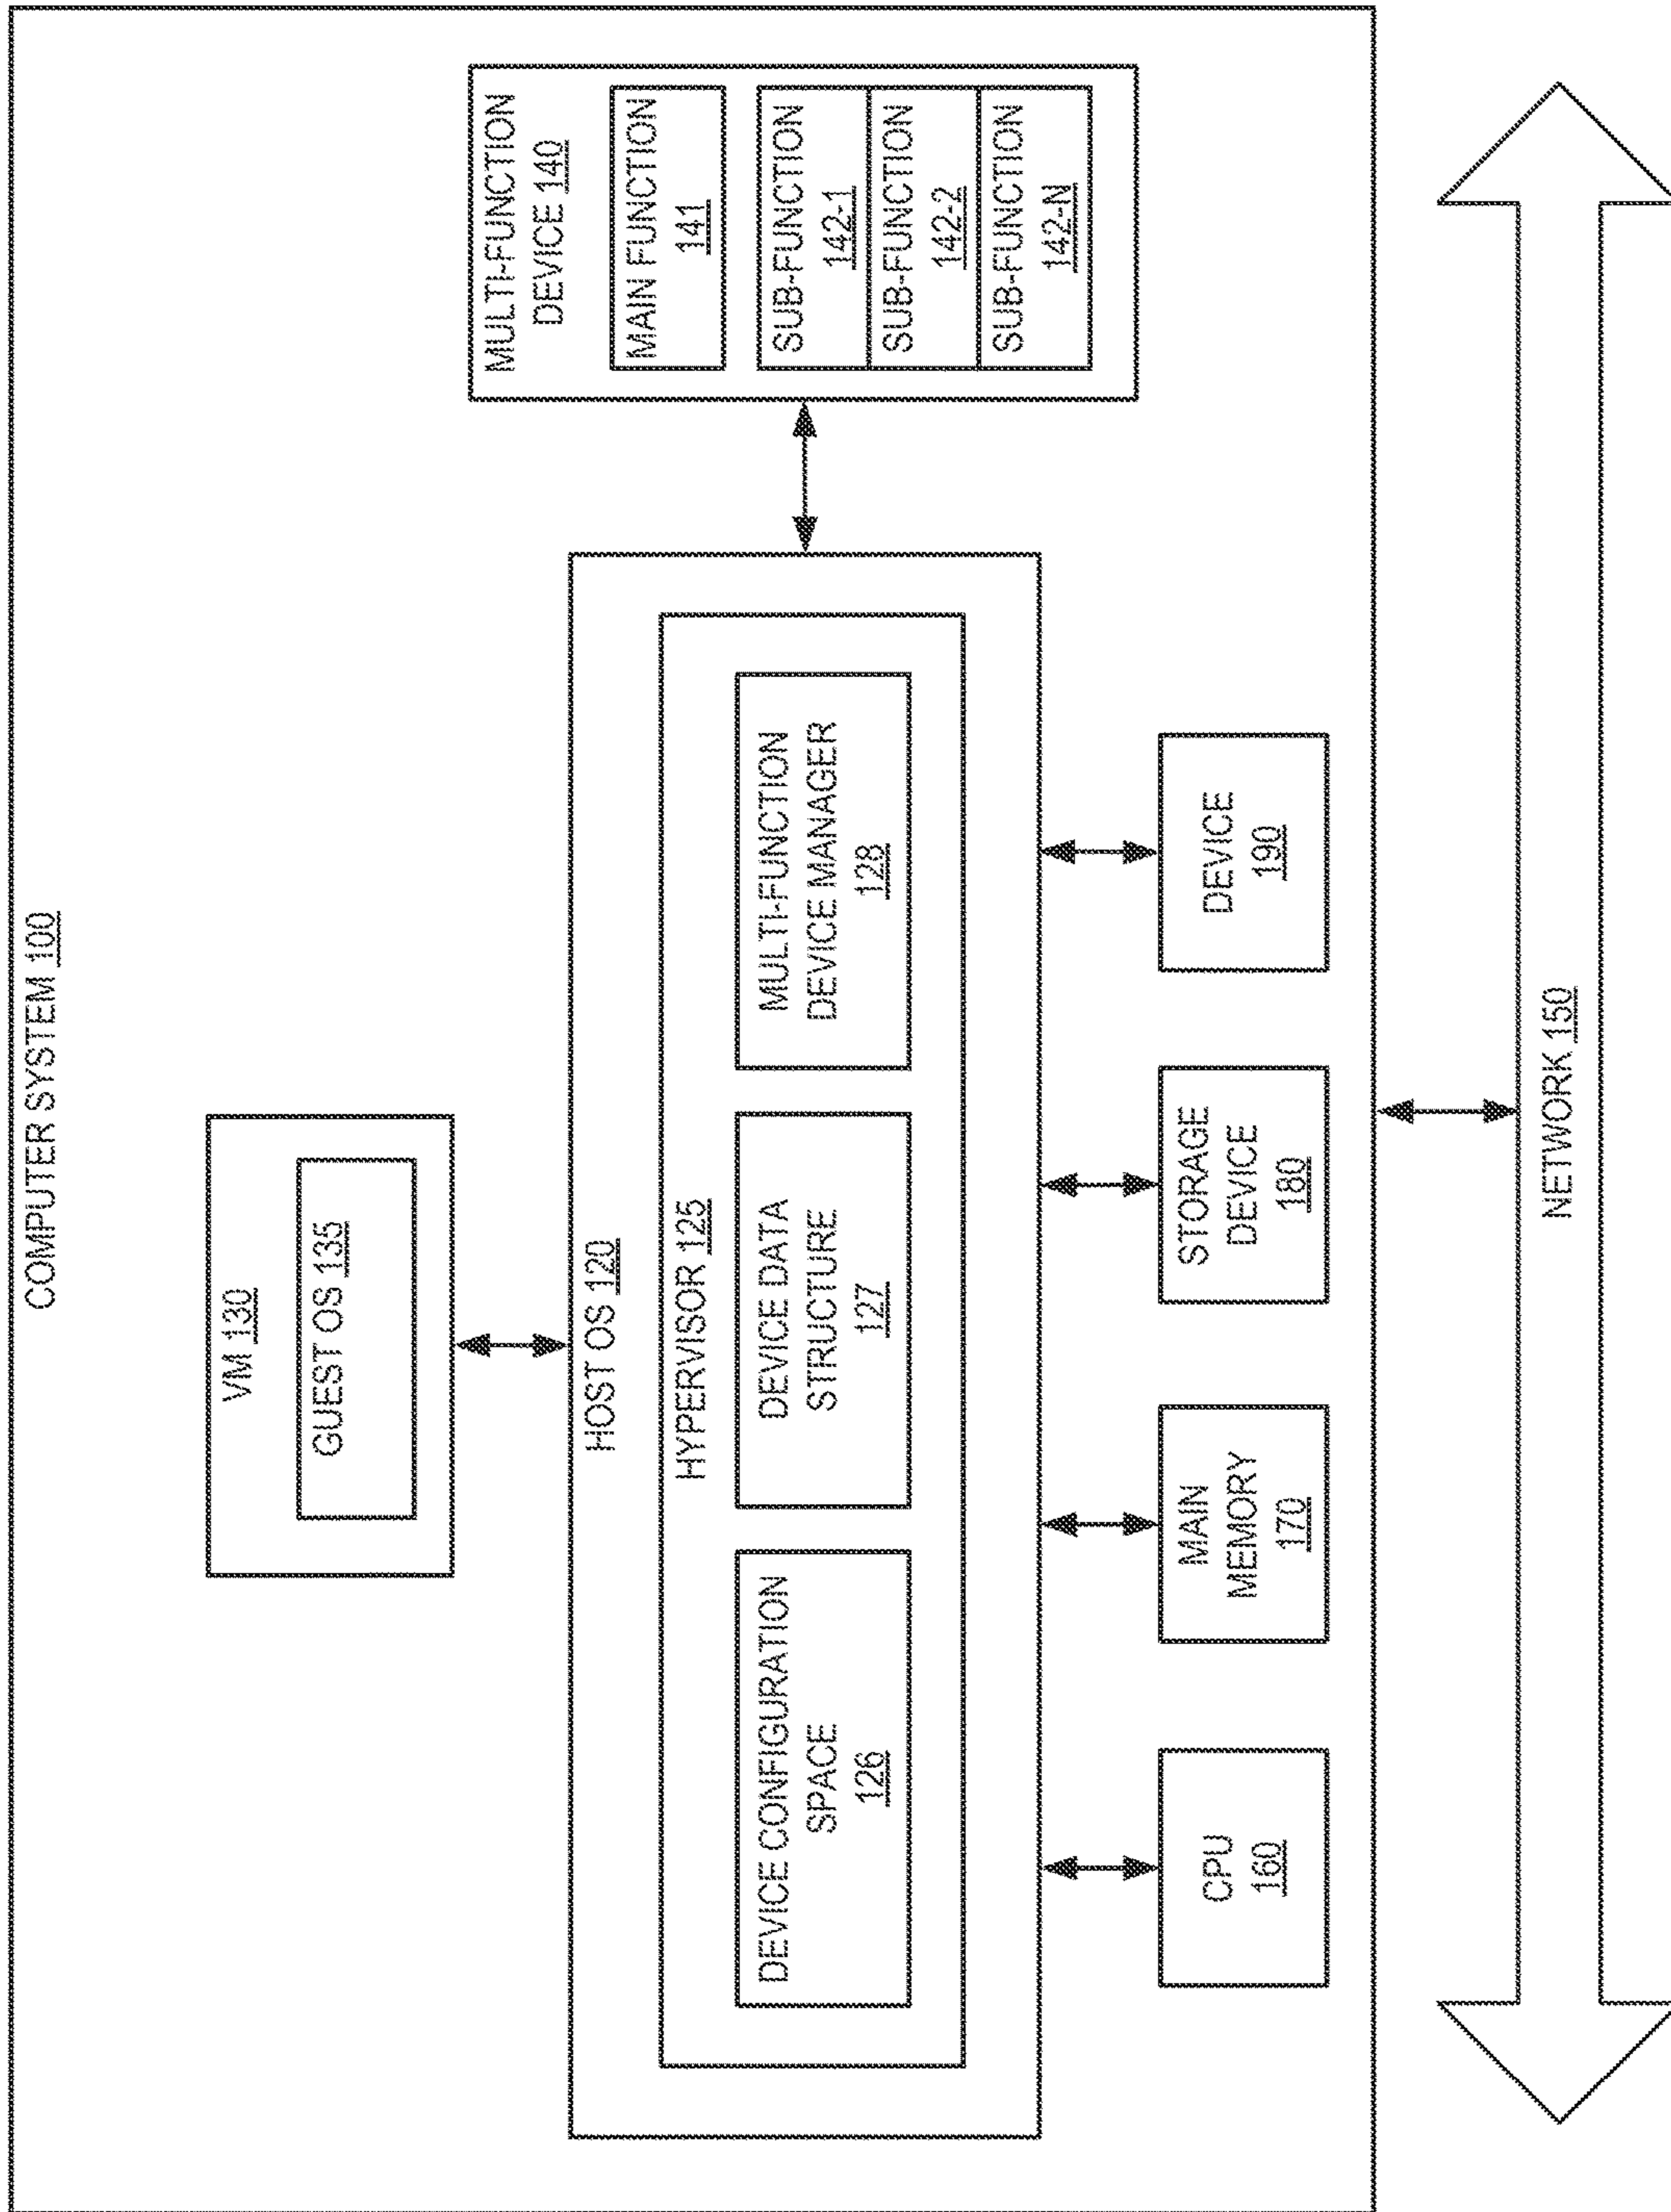 COMPUTER SYSTEM 100
VM 130
GUEST OS 135
HOST OS 120
HYPERVISOR 125
DEVICE CONFIGURATION
SPACE
126
DEVICE DATA
STRUCTURE
127
MULTI-FUNCTION
DEVICE MANAGER
128
MULTI-FUNCTION
DEVICE 140
MAIN FUNCTION
141
SUB-FUNCTION
142-1
SUB-FUNCTION
142-2
SUB-FUNCTION
142-N
CPU
160
MAIN
MEMORY
170
STORAGE
DEVICE
180
DEVICE
190
NETWORK 150